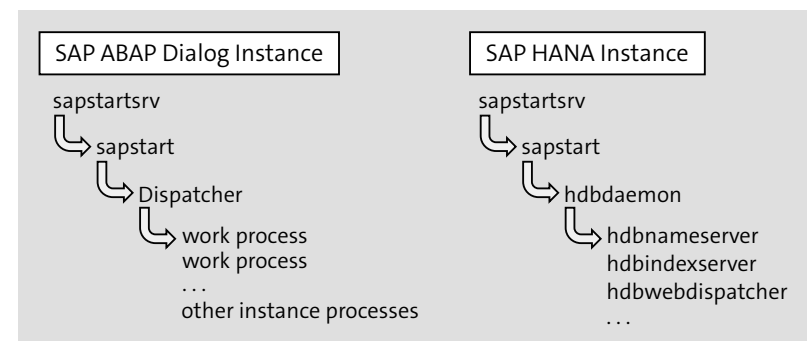 SAP ABAP Dialog Instance
sapstartsrv
sapstart
Dispatcher
work process
work process
...
other instance processes
SAP HANA Instance
sapstartsrv
sapstart
hdbdaemon
hdbnameserver
hdbindexserver
hdbwebdispatcher
...